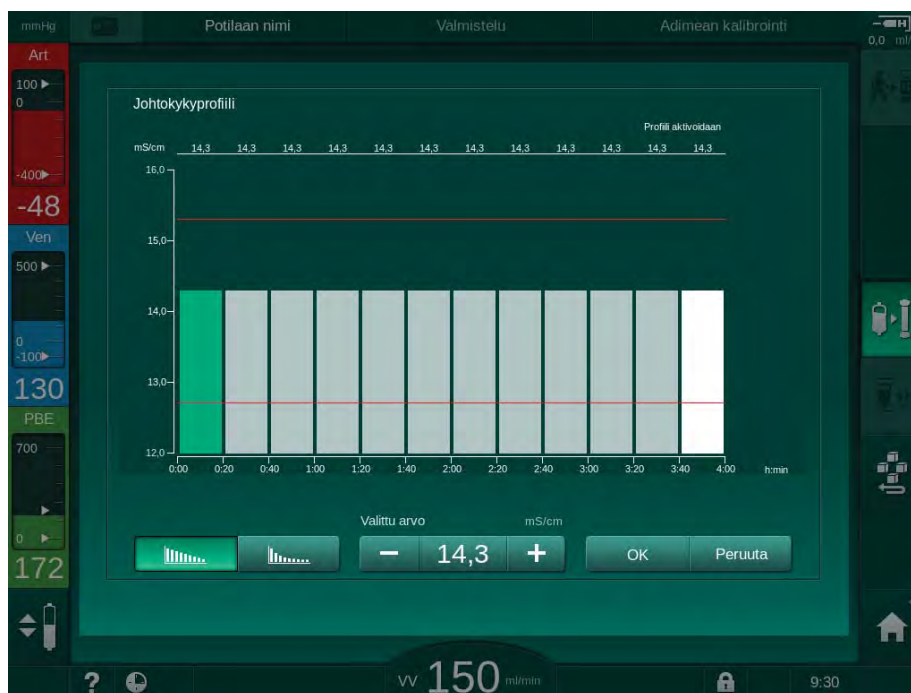 mmHg Potilaan nimi Valmistelu Adimean kalibrointi
0,0 ml/
Art
100
0
-400
-48
Ven
500
0
-100
130
PBE
700
0
172
Johtokykyprofiili
Profiili aktivoidaan
mS/cm 14,3 14,3 14,3 14,3 14,3 14,3 14,3 14,3 14,3 14,3 14,3 14,3
16,0
15,0
14,0
13,0
12,0
0:00 0:20 0:40 1:00 1:20 1:40 2:00 2:20 2:40 3:00 3:20 3:40 4:00 h:min
Valittu arvo mS/cm
− 14,3 + OK Peruuta
? VV 150 ml/min 9:30